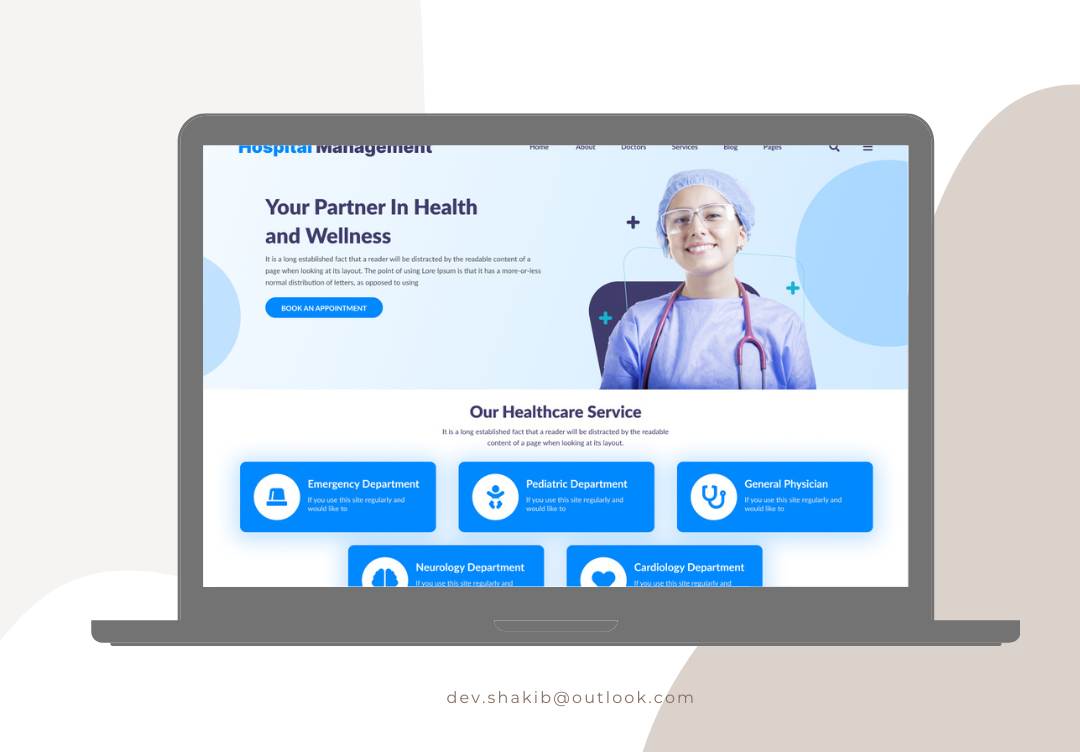 Hospital Management
Home About Doctors Services Blog Pages
Your Partner In Health
and Wellness
It is a long established fact that a reader will be distracted by the readable content of a
page when looking at its layout. The point of using Lore Ipsum is that it has a more-or-less
normal distribution of letters, as opposed to using
BOOK AN APPOINTMENT
Our Healthcare Service
It is a long established fact that a reader will be distracted by the readable
content of a page when looking at its layout.
Emergency Department
If you use this site regularly and
would like to
Pediatric Department
If you use this site regularly and
would like to
General Physician
If you use this site regularly and
would like to
Neurology Department
If you use this site regularly and
Cardiology Department
If you use this site regularly and
dev.shakib@outlook.com